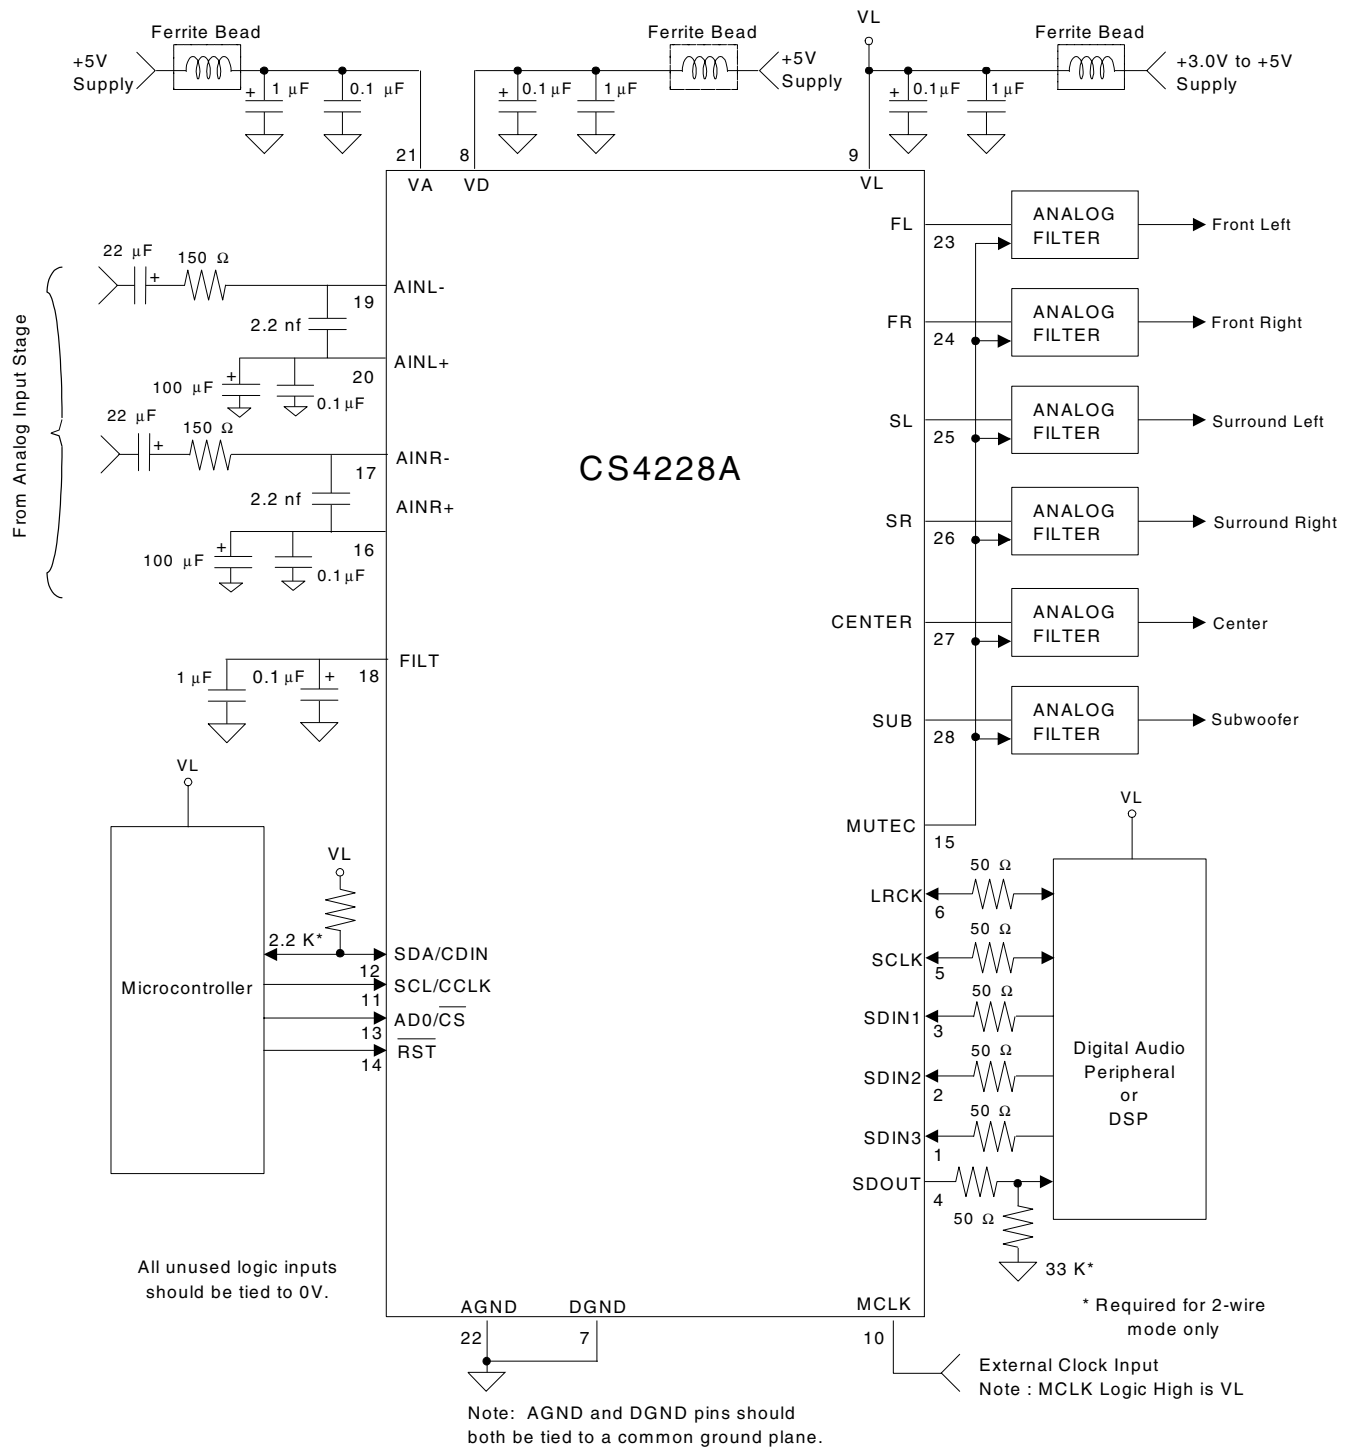 Ferrite Bead
Ferrite Bead
VL
Ferrite Bead
+5V
Supply
+
1 µF
0.1 µF
+
0.1µF
1µF
+5V
Supply
+
0.1µF
1µF
+3.0V to +5V
Supply
21
8
9
VA
VD
VL
22 µF
+
150 Ω
19
AINL-
2.2 nf
AINL+
20
100 µF
+
0.1µF
22 µF
+
150 Ω
17
AINR-
2.2 nf
AINR+
16
100 µF
+
0.1µF
From Analog Input Stage
FILT
18
1 µF
0.1 µF
+
CS4228A
FL
23
ANALOG
FILTER
Front Left
FR
24
ANALOG
FILTER
Front Right
SL
25
ANALOG
FILTER
Surround Left
SR
26
ANALOG
FILTER
Surround Right
CENTER
27
ANALOG
FILTER
Center
SUB
28
ANALOG
FILTER
Subwoofer
MUTEC
15
VL
VL
Microcontroller
2.2 K*
SDA/CDIN
12
SCL/CCLK
11
AD0/CS
13
RST
14
VL
50 Ω
LRCK
6
50 Ω
SCLK
5
50 Ω
SDIN1
3
50 Ω
SDIN2
2
50 Ω
SDIN3
1
SDOUT
4
50 Ω
33 K*
Digital Audio
Peripheral
or
DSP
All unused logic inputs
should be tied to 0V.
AGND
DGND
MCLK
22
7
10
* Required for 2-wire
mode only
External Clock Input
Note : MCLK Logic High is VL
Note: AGND and DGND pins should
both be tied to a common ground plane.